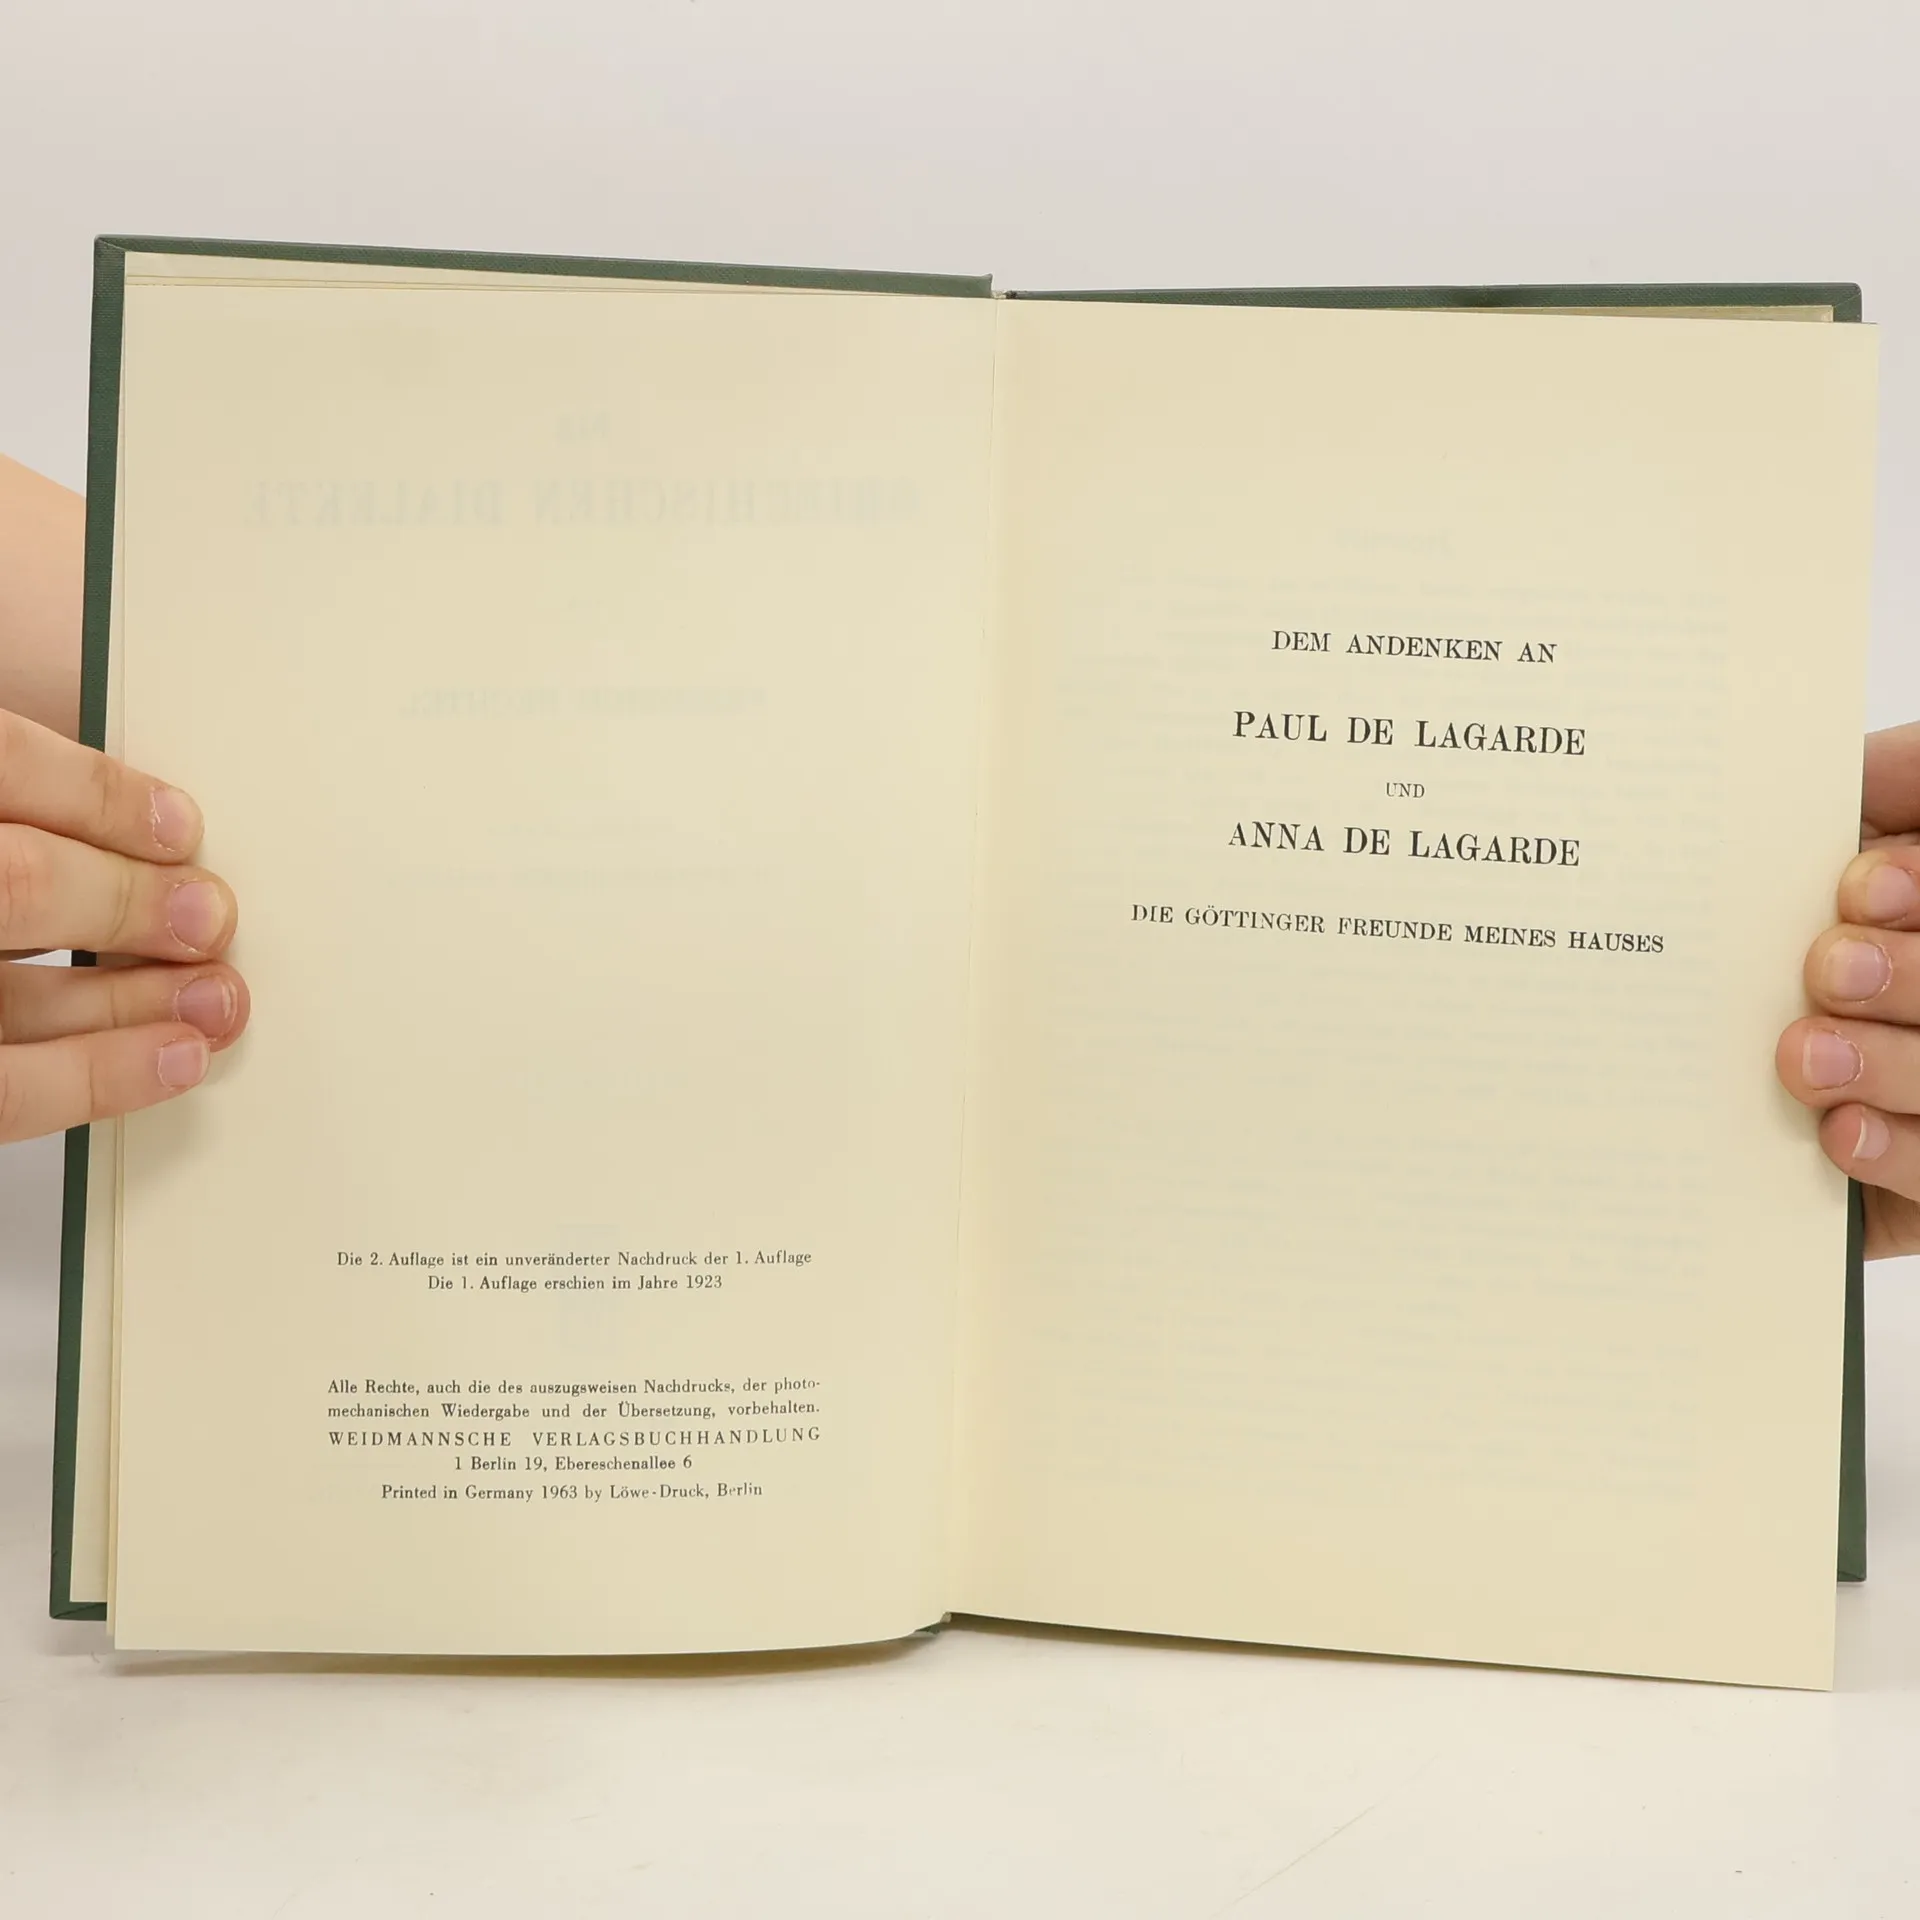 Die 2. Auflage ist ein unveränderter Nachdruck der 1. Auflage
Die 1. Auflage erschien im Jahre 1923
Alle Rechte, auch die des auszugsweisen Nachdrucks, der photo-
mechanischen Wiedergabe und der Übersetzung, vorbehalten.
WEIDMANNSCHE VERLAGSBUCHHANDLUNG
1 Berlin 19, Ebereschenallee 6
Printed in Germany 1963 by Löwe-Druck, Berlin
DEM ANDENKEN AN
PAUL DE LAGARDE
UND
ANNA DE LAGARDE
DIE GÖTTINGER FREUNDE MEINES HAUSES